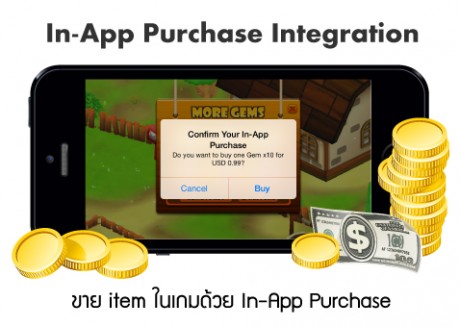 In-App Purchase Integration
MORE GEMS
Confirm Your In-App
Purchase
Do you want to buy one Gem x10 for
USD 0.99?
Cancel
Buy
ขาย item ในเกมด้วย In-App Purchase